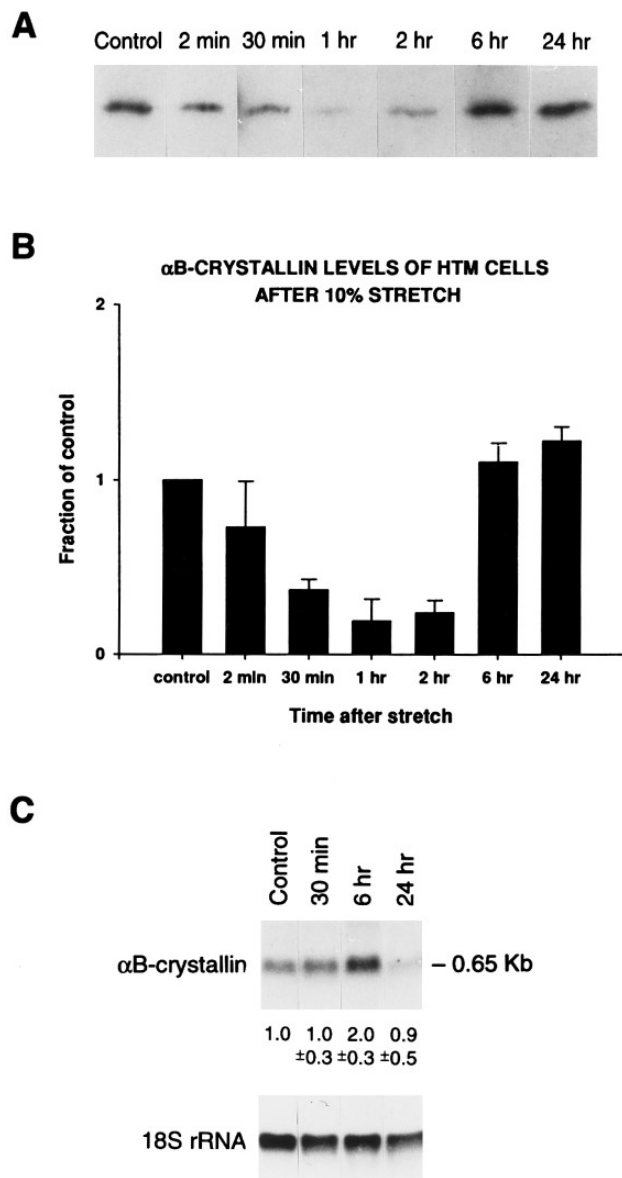 A
Control 2 min 30 min 1 hr 2 hr 6 hr 24 hr
B
αB-CRYSTALLIN LEVELS OF HTM CELLS
AFTER 10% STRETCH
2
1
0
Fraction of control
control 2 min 30 min 1 hr 2 hr 6 hr 24 hr
Time after stretch
C
Control 30 min 6 hr 24 hr
αB-crystallin – 0.65 Kb
1.0 1.0 2.0 0.9
±0.3 ±0.3 ±0.5
18S rRNA